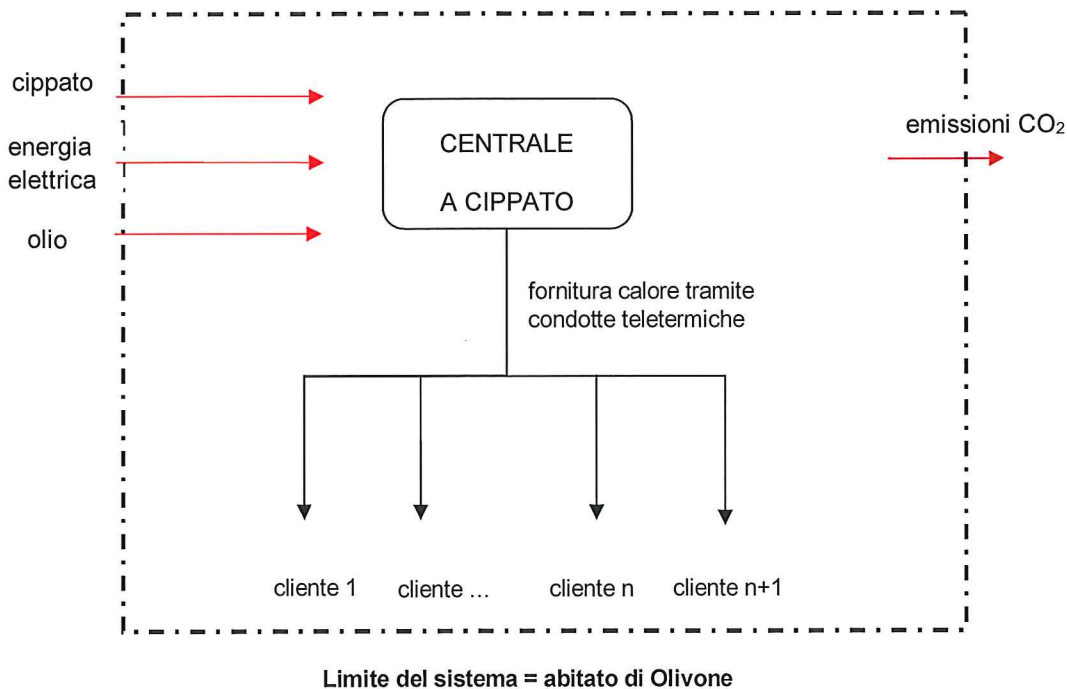 cippato
energia
elettrica
olio
CENTRALE
A CIPPATO
emissioni CO₂
fornitura calore tramite
condotte teletermiche
cliente 1
cliente ...
cliente n
cliente n+1
Limite del sistema = abitato di Olivone